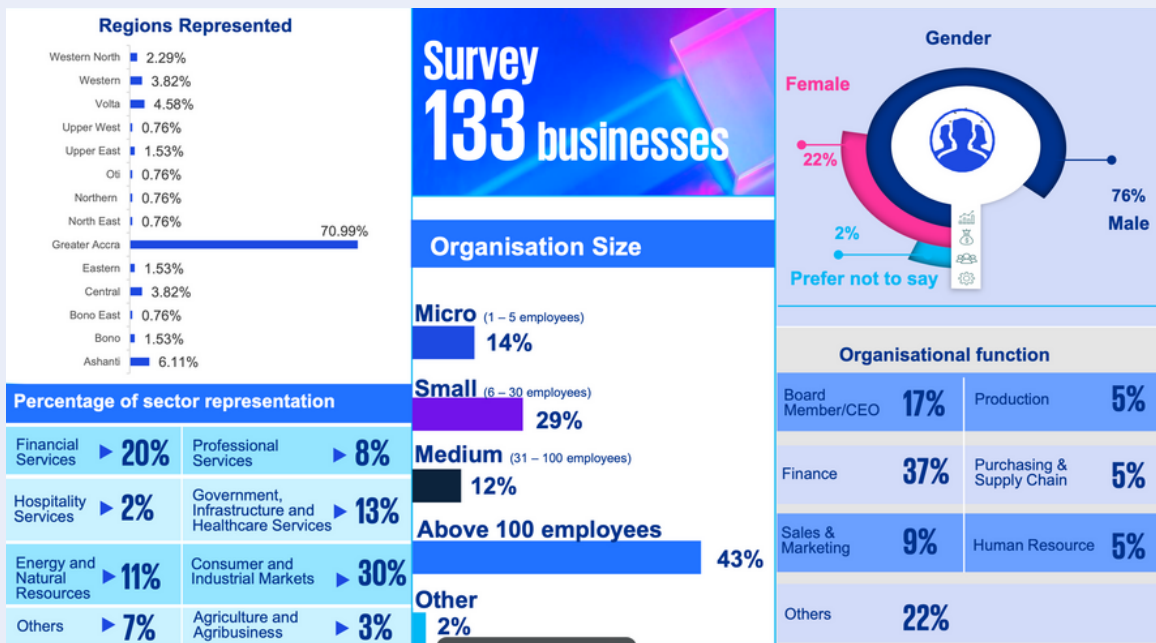 Regions Represented
Western North 2.29%
Western 3.82%
Volta 4.58%
Upper West 0.76%
Upper East 1.53%
Oti 0.76%
Northern 0.76%
North East 0.76%
Greater Accra 70.99%
Eastern 1.53%
Central 3.82%
Bono East 0.76%
Bono 1.53%
Ashanti 6.11%
Percentage of sector representation
Financial
Services 20%
Professional
Services 8%
Hospitality
Services 2%
Government,
Infrastructure and
Healthcare Services 13%
Energy and
Natural
Resources 11%
Consumer and
Industrial Markets 30%
Others 7%
Agriculture and
Agribusiness 3%
Survey
133 businesses
Organisation Size
Micro (1 – 5 employees)
14%
Small (6 – 30 employees)
29%
Medium (31 – 100 employees)
12%
Above 100 employees
43%
Other
2%
Gender
Female
22%
76%
Male
2%
Prefer not to say
Organisational function
Board
Member/CEO 17%
Production 5%
Finance 37%
Purchasing &
Supply Chain 5%
Sales &
Marketing 9%
Human Resource 5%
Others 22%